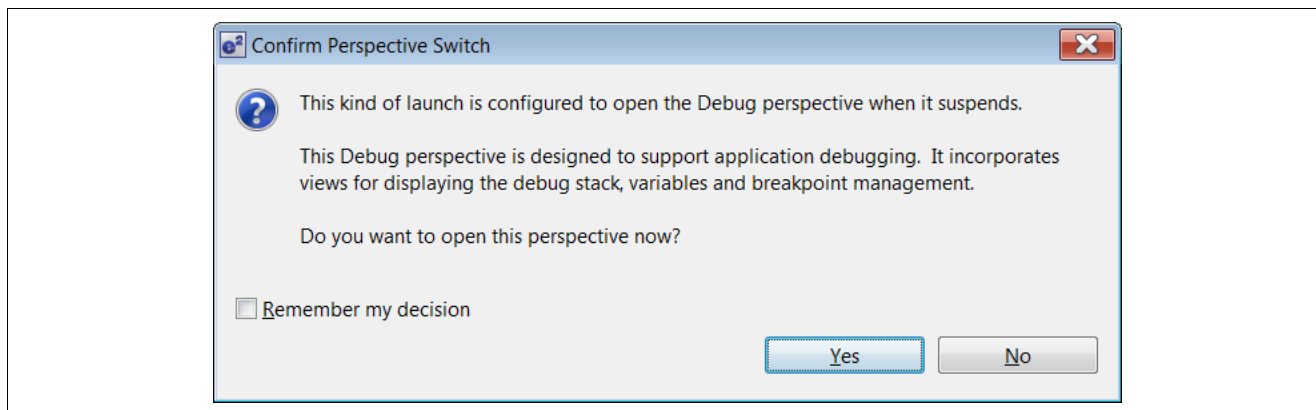 e² Confirm Perspective Switch
This kind of launch is configured to open the Debug perspective when it suspends.
This Debug perspective is designed to support application debugging. It incorporates
views for displaying the debug stack, variables and breakpoint management.
Do you want to open this perspective now?
Remember my decision
Yes No